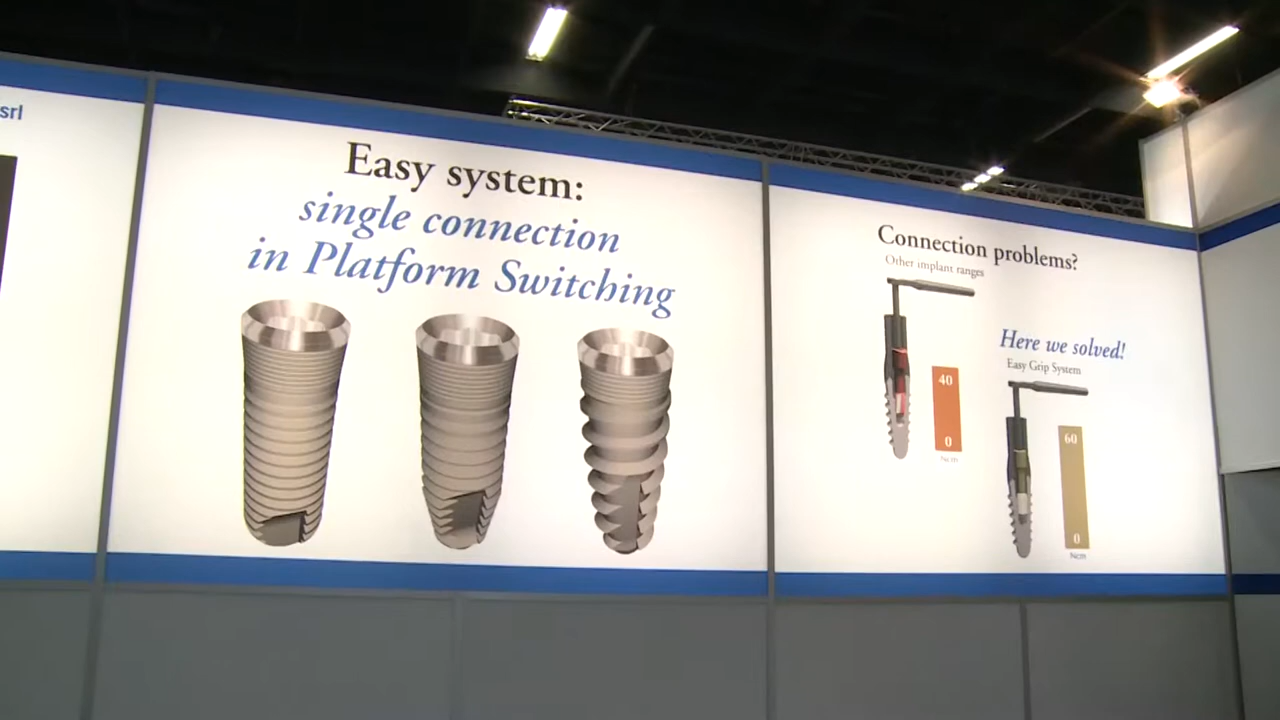 srl
Easy system:
single connection
in Platform Switching
Connection problems?
Other implant ranges
40
0
Here we solved!
Easy Grip System
60
0
Ncm